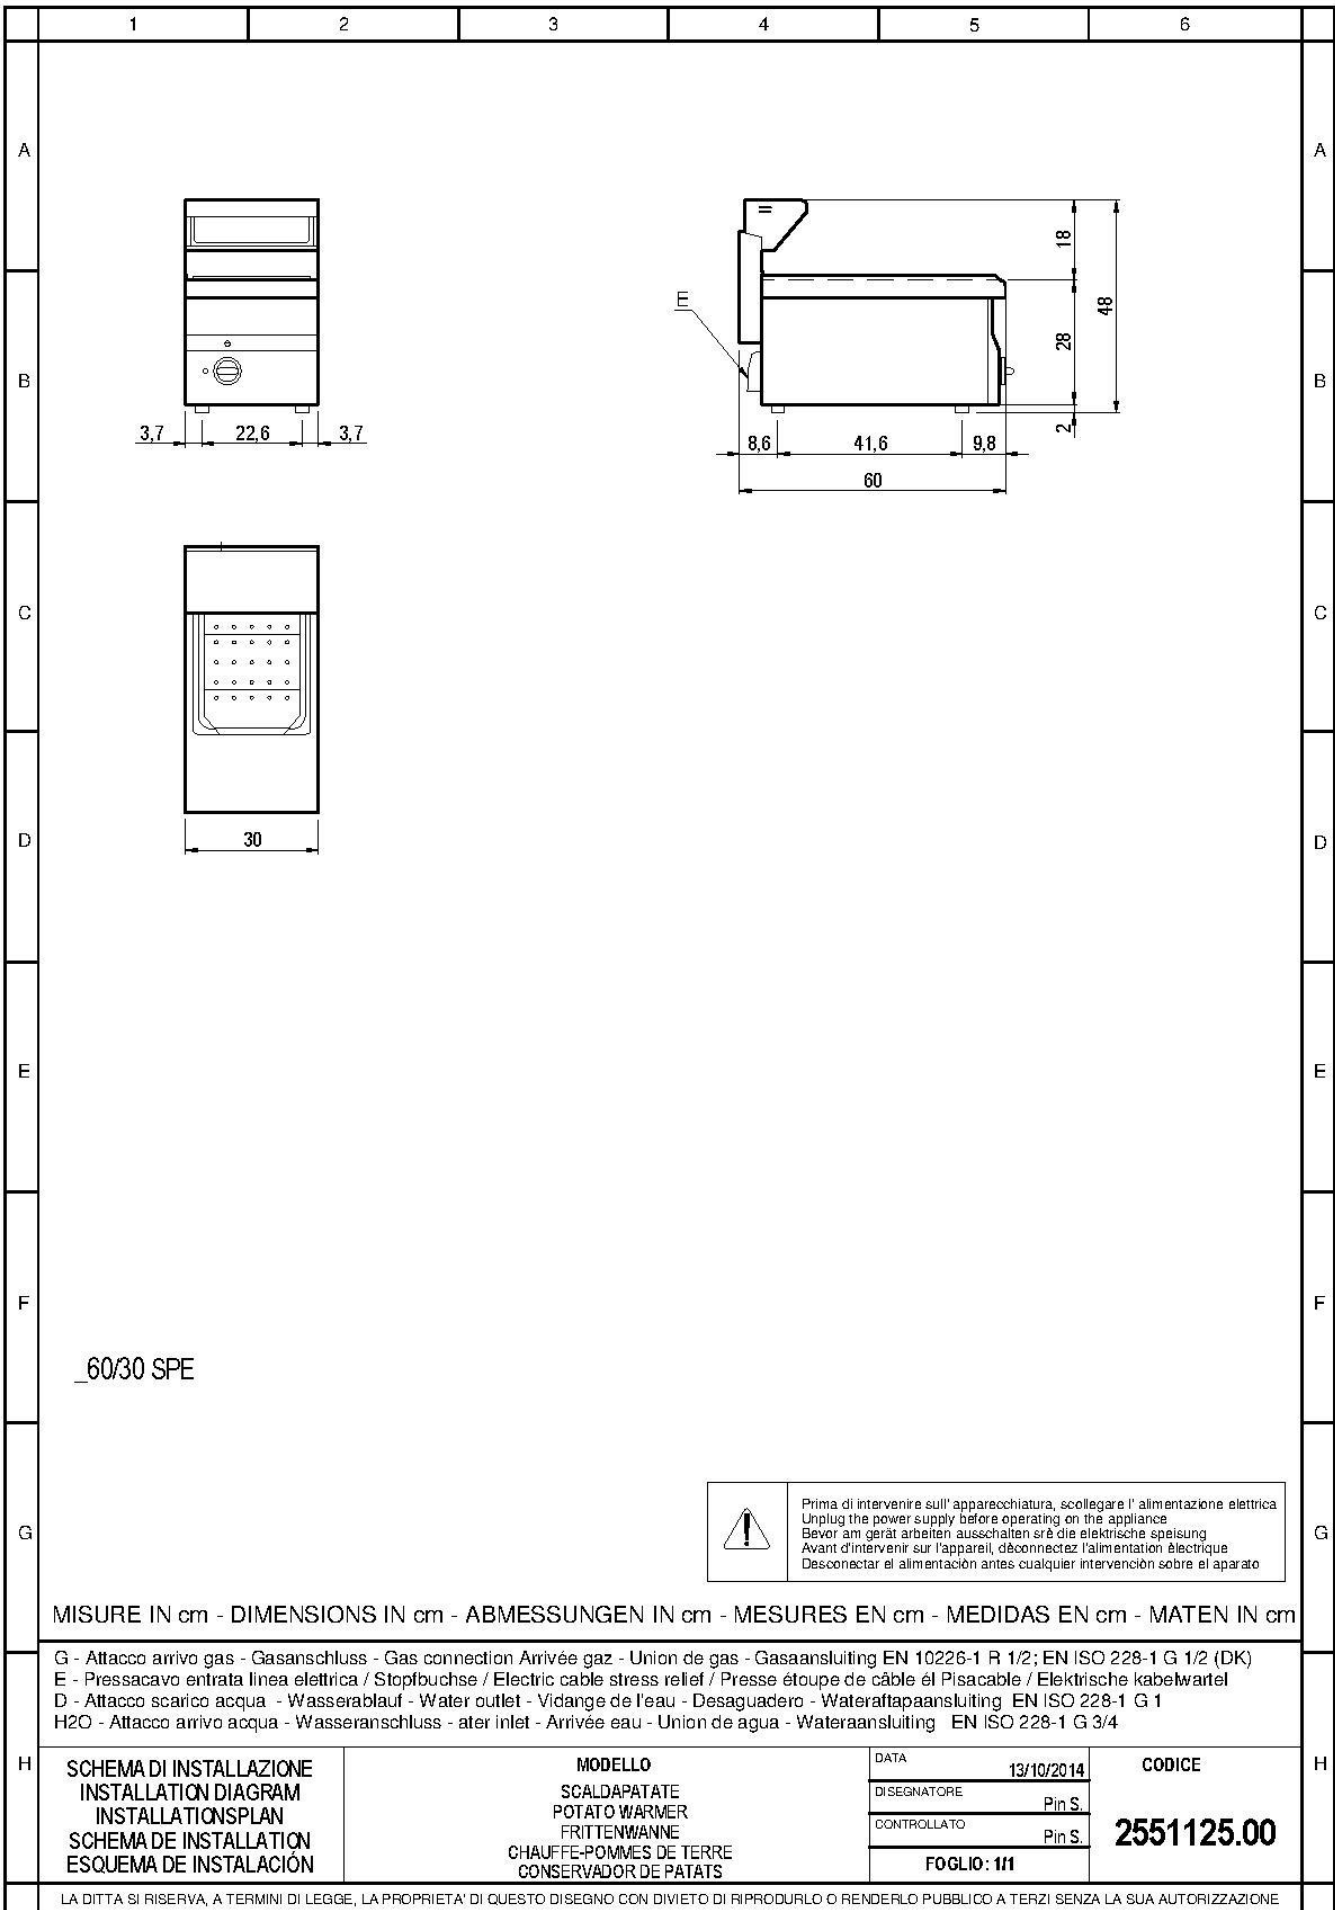 1 2 3 4 5 6
A A
18
48
E
28
B B
3,7 22,6 3,7
2
8,6 41,6 9,8
60
C C
30
D D
E E
F F
_60/30 SPE
Prima di intervenire sull' apparecchiatura, scollegare l' alimentazione elettrica
Unplug the power supply before operating on the appliance
Bevor am gerät arbeiten ausschalten srè die elektrische speisung
Avant d'intervenir sur l'appareil, dèconnectez l'alimentation èlectrique
Desconectar el alimentaciòn antes cualquier intervenciòn sobre el aparato
G G
MISURE IN cm - DIMENSIONS IN cm - ABMESSUNGEN IN cm - MESURES EN cm - MEDIDAS EN cm - MATEN IN cm
G - Attacco arrivo gas - Gasanschluss - Gas connection Arrivée gaz - Union de gas - Gasaansluiting EN 10226-1 R 1/2; EN ISO 228-1 G 1/2 (DK)
E - Pressacavo entrata linea elettrica / Stopfbuchse / Electric cable stress relief / Presse étoupe de câble él Pisacable / Elektrische kabelwartel
D - Attacco scarico acqua - Wasserablauf - Water outlet - Vidange de l'eau - Desaguadero - Wateraftapaansluiting EN ISO 228-1 G 1
H2O - Attacco arrivo acqua - Wasseranschluss - ater inlet - Arrivée eau - Union de agua - Wateraansluiting EN ISO 228-1 G 3/4
H H
SCHEMA DI INSTALLAZIONE
INSTALLATION DIAGRAM
INSTALLATIONSPLAN
SCHEMA DE INSTALLATION
ESQUEMA DE INSTALACIÓN
MODELLO
SCALDAPATATE
POTATO WARMER
FRITTENWANNE
CHAUFFE-POMMES DE TERRE
CONSERVADOR DE PATATS
DATA 13/10/2014
DISEGNATORE Pin S.
CONTROLLATO Pin S.
FOGLIO: 1/1
CODICE
2551125.00
LA DITTA SI RISERVA, A TERMINI DI LEGGE, LA PROPRIETA' DI QUESTO DISEGNO CON DIVIETO DI RIPRODURLO O RENDERLO PUBBLICO A TERZI SENZA LA SUA AUTORIZZAZIONE